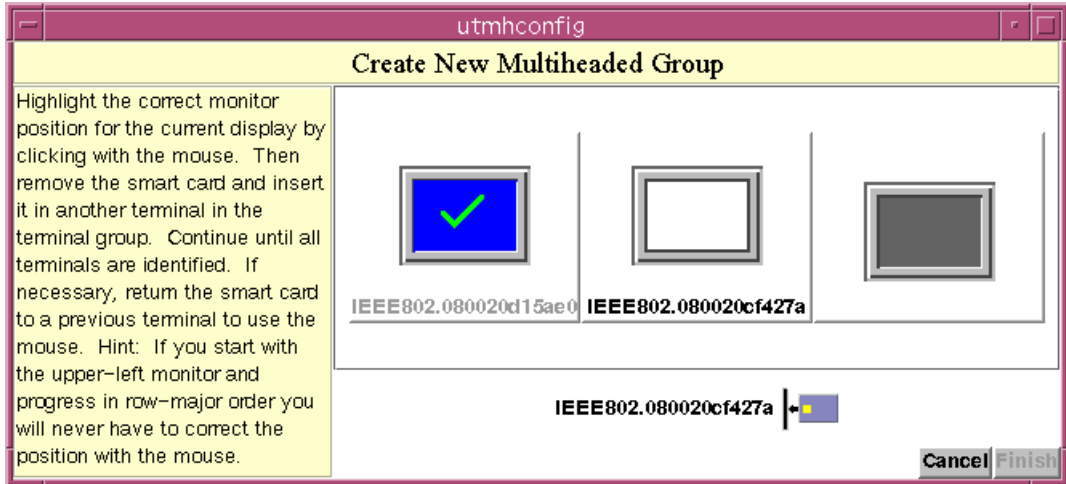 utmhconfig
Create New Multiheaded Group
Highlight the correct monitor
position for the current display by
clicking with the mouse.  Then
remove the smart card and insert
it in another terminal in the
terminal group.  Continue until all
terminals are identified.  If
necessary, return the smart card
to a previous terminal to use the
mouse.  Hint:  If you start with
the upper-left monitor and
progress in row-major order you
will never have to correct the
position with the mouse.
IEEE802.080020d15ae0 IEEE802.080020cf427a
IEEE802.080020cf427a
Cancel Finish